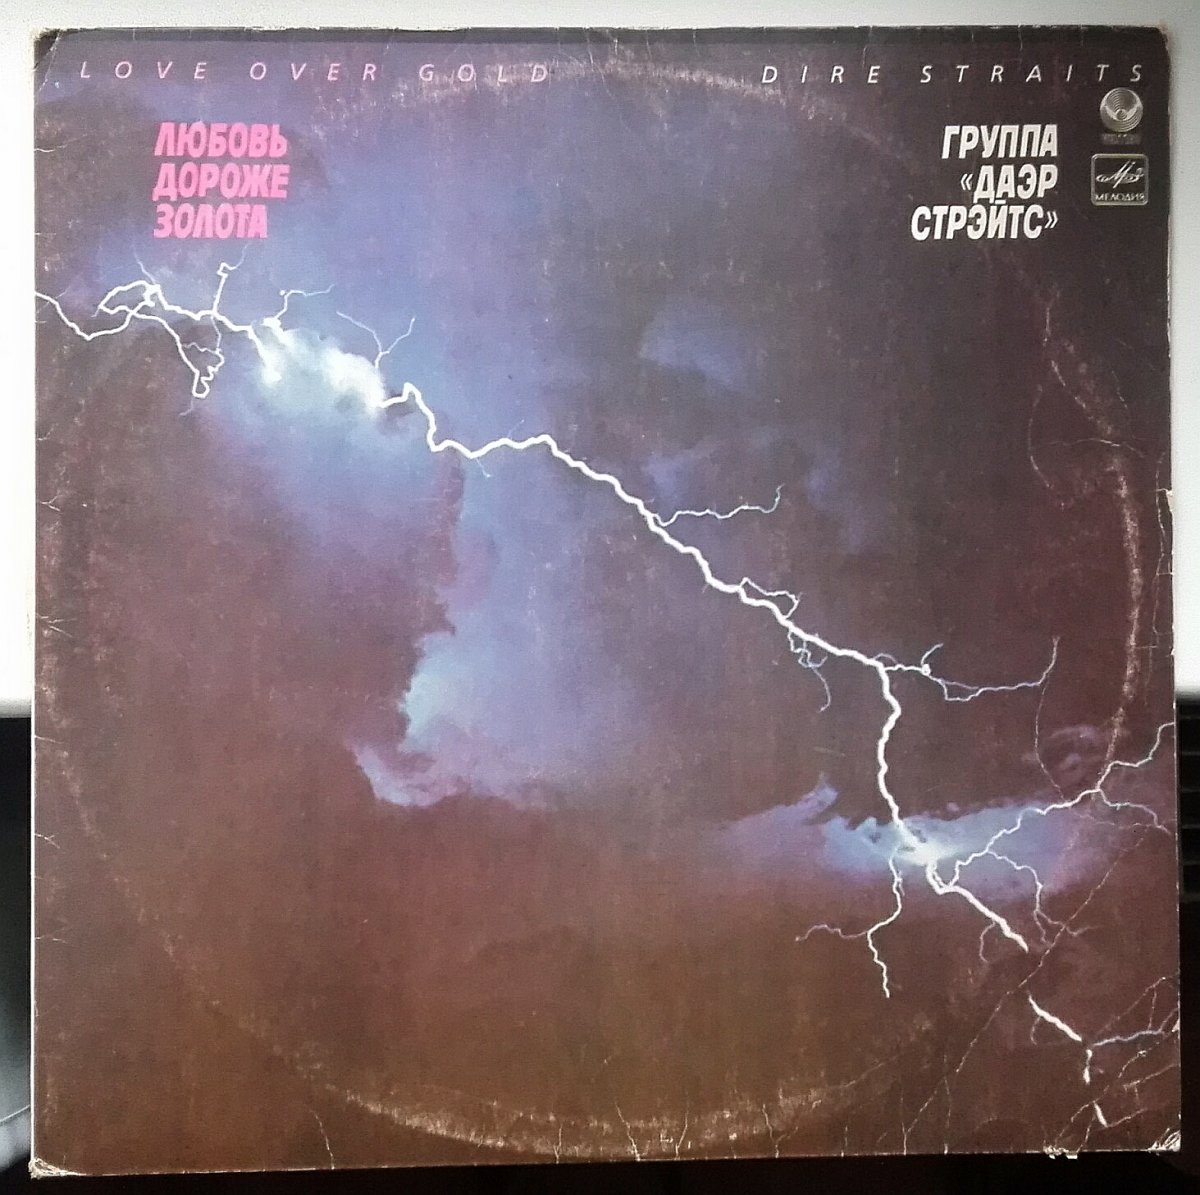 LOVE OVER GOLD DIRE STRAITS
ЛЮБОВЬ
ДОРОЖЕ
ЗОЛОТА
ГРУППА
«ДАЭР
СТРЭЙТС»
МЕЛОДИЯ